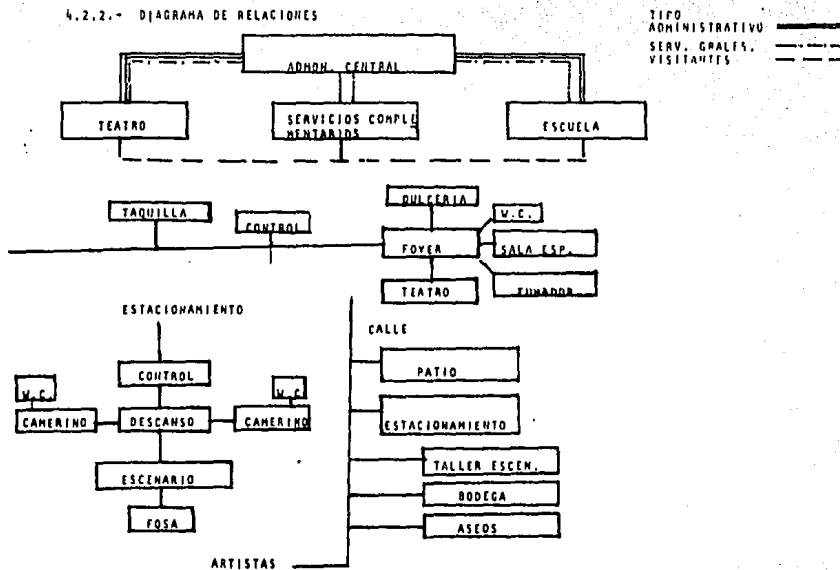 4.2.2.- DIAGRAMA DE RELACIONES
TIPO
ADMINISTRATIVO
SERV. GRALES.
VISITANTES
ADMON. CENTRAL
TEATRO
SERVICIOS COMPLE
MENTARIOS
ESCUELA
TAQUILLA
CONTROL
DULCERIA
W.C.
FOYER
SALA ESP.
TEATRO
FUMADOR
ESTACIONAMIENTO
CALLE
CONTROL
PATIO
W.C.
W.C
CAMERINO
DESCANSO
CAMERINO
ESTACIONAMIENTO
ESCENARIO
TALLER ESCEN.
BODEGA
FOSA
ASEOS
ARTISTAS